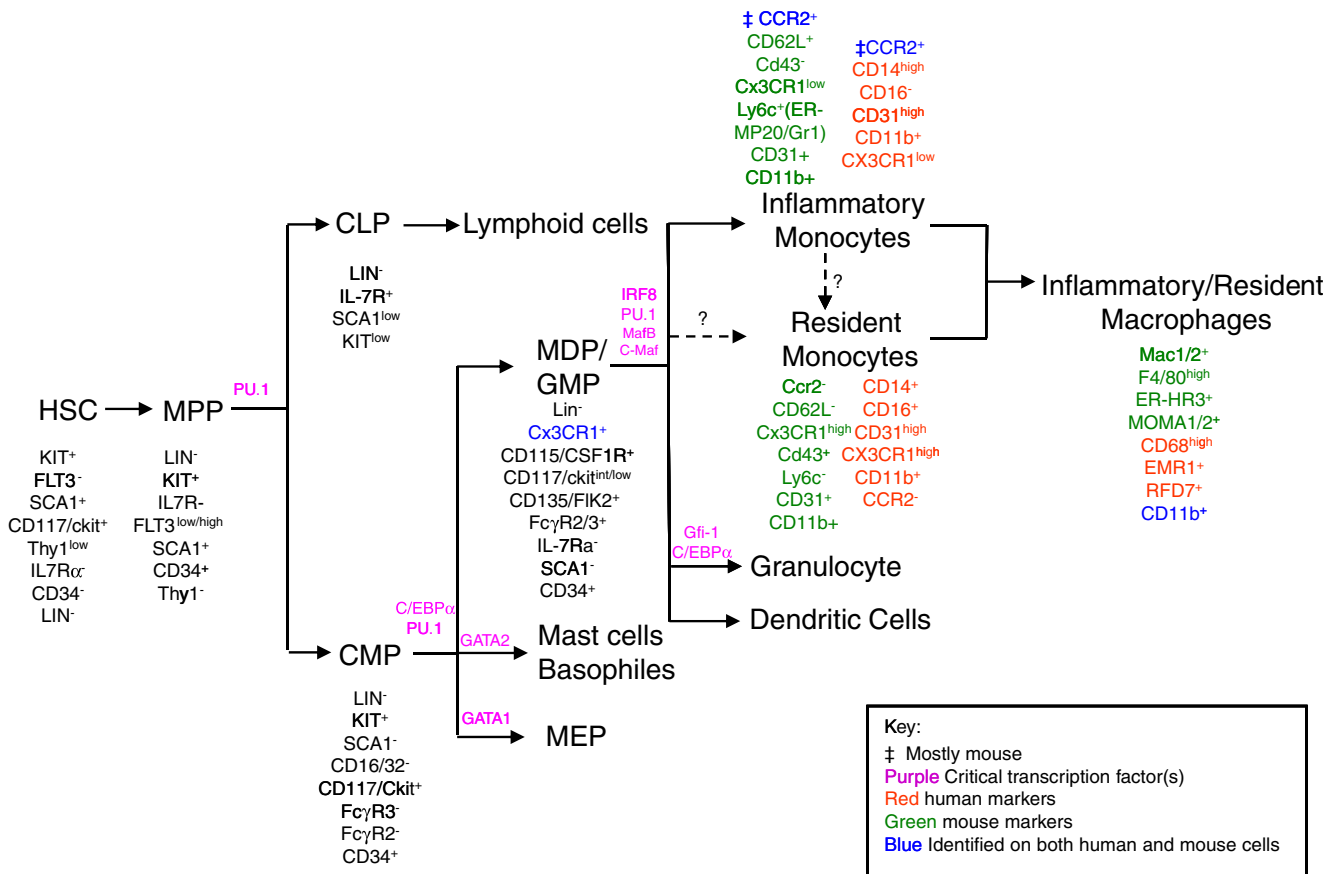 ‡ CCR2⁺
CD62L⁺
Cd43⁻
Cx3CR1ˡᵒʷ
Ly6c⁺(ER-
MP20/Gr1)
CD31+
CD11b+
‡CCR2⁺
CD14ʰⁱᵍʰ
CD16⁻
CD31ʰⁱᵍʰ
CD11b⁺
CX3CR1ˡᵒʷ
Inflammatory
Monocytes
CLP
Lymphoid cells
LIN⁻
IL-7R⁺
SCA1ˡᵒʷ
KITˡᵒʷ
?
IRF8
PU.1
MafB
C-Maf
?
Resident
Monocytes
Inflammatory/Resident
Macrophages
Mac1/2⁺
F4/80ʰⁱᵍʰ
ER-HR3⁺
MOMA1/2⁺
CD68ʰⁱᵍʰ
EMR1⁺
RFD7⁺
CD11b⁺
MDP/
GMP
Lin⁻
Cx3CR1⁺
CD115/CSF1R⁺
CD117/ckitⁱⁿᵗ/ˡᵒʷ
CD135/FlK2⁺
FcγR2/3⁺
IL-7Ra⁻
SCA1⁻
CD34⁺
Ccr2⁻
CD62L⁻
Cx3CR1ʰⁱᵍʰ
Cd43⁺
Ly6c⁻
CD31⁺
CD11b+
CD14⁺
CD16⁺
CD31ʰⁱᵍʰ
CX3CR1ʰⁱᵍʰ
CD11b⁺
CCR2⁻
HSC
MPP
PU.1
KIT⁺
FLT3⁻
SCA1⁺
CD117/ckit⁺
Thy1ˡᵒʷ
IL7Rα⁻
CD34⁻
LIN⁻
LIN⁻
KIT⁺
IL7R-
FLT3ˡᵒʷ/ʰⁱᵍʰ
SCA1⁺
CD34⁺
Thy1⁻
Gfi-1
C/EBPα
Granulocyte
Dendritic Cells
C/EBPα
PU.1
CMP
GATA2
Mast cells
Basophiles
GATA1
MEP
LIN⁻
KIT⁺
SCA1⁻
CD16/32⁻
CD117/Ckit⁺
FcγR3⁻
FcγR2⁻
CD34⁺
Key:
‡ Mostly mouse
Purple Critical transcription factor(s)
Red human markers
Green mouse markers
Blue Identified on both human and mouse cells